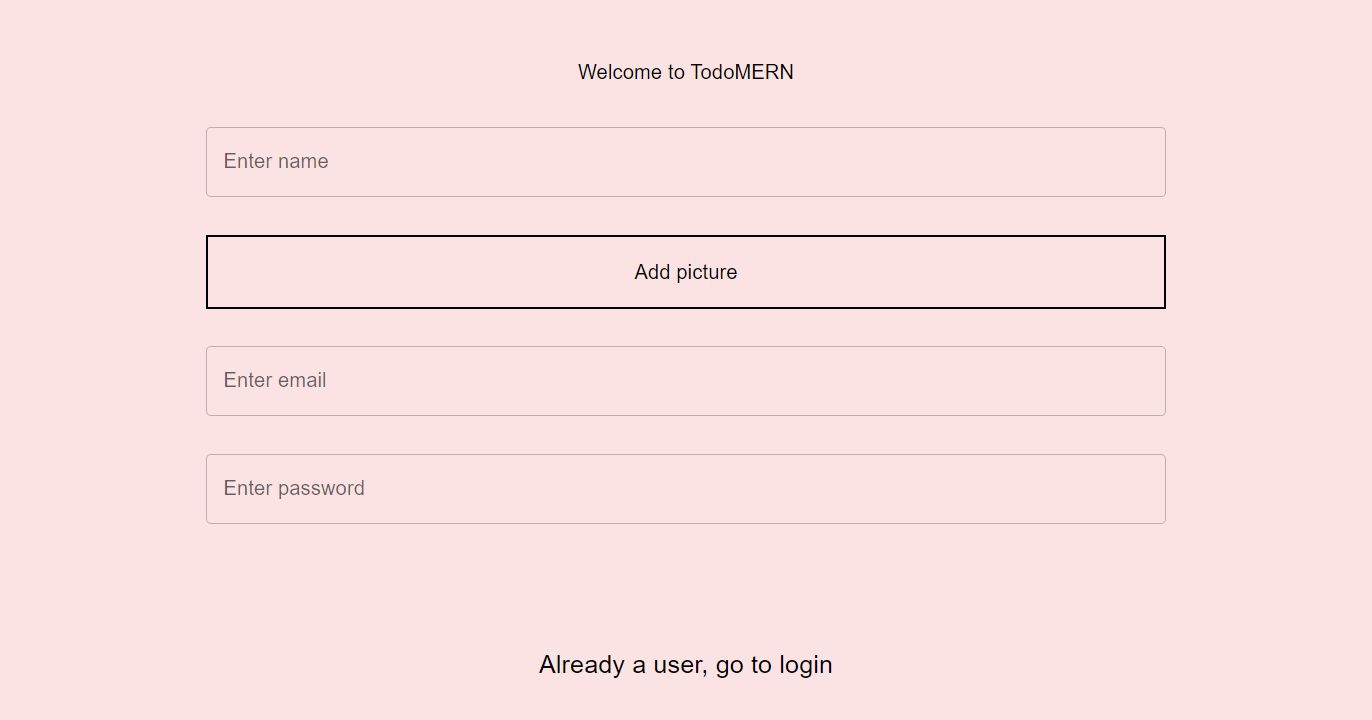 Welcome to TodoMERN
Enter name
Add picture
Enter email
Enter password
Already a user, go to login